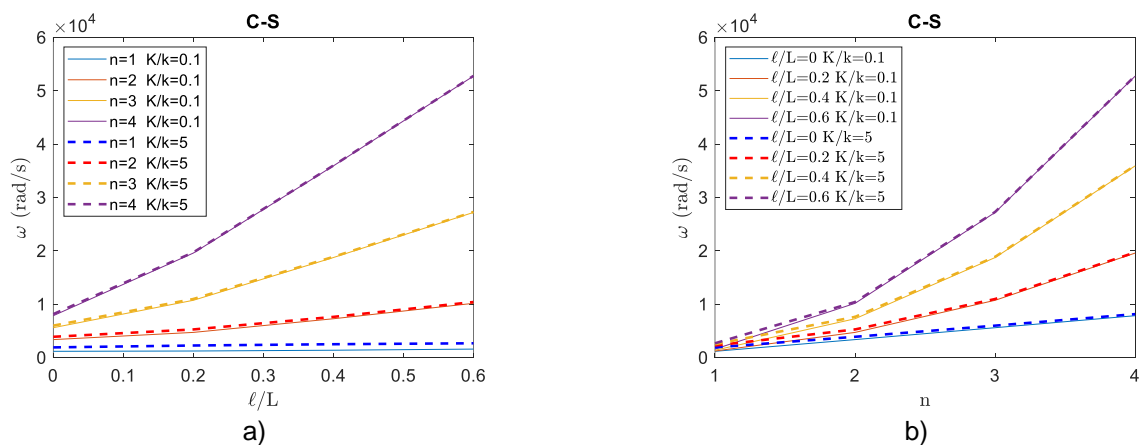 C-S
×10⁴
6
5
4
3
2
1
0
ω (rad/s)
n=1 K/k=0.1
n=2 K/k=0.1
n=3 K/k=0.1
n=4 K/k=0.1
n=1 K/k=5
n=2 K/k=5
n=3 K/k=5
n=4 K/k=5
0 0.1 0.2 0.3 0.4 0.5 0.6
ℓ/L
a)
C-S
×10⁴
6
5
4
3
2
1
0
ω (rad/s)
ℓ/L=0 K/k=0.1
ℓ/L=0.2 K/k=0.1
ℓ/L=0.4 K/k=0.1
ℓ/L=0.6 K/k=0.1
ℓ/L=0 K/k=5
ℓ/L=0.2 K/k=5
ℓ/L=0.4 K/k=5
ℓ/L=0.6 K/k=5
1 2 3 4
n
b)